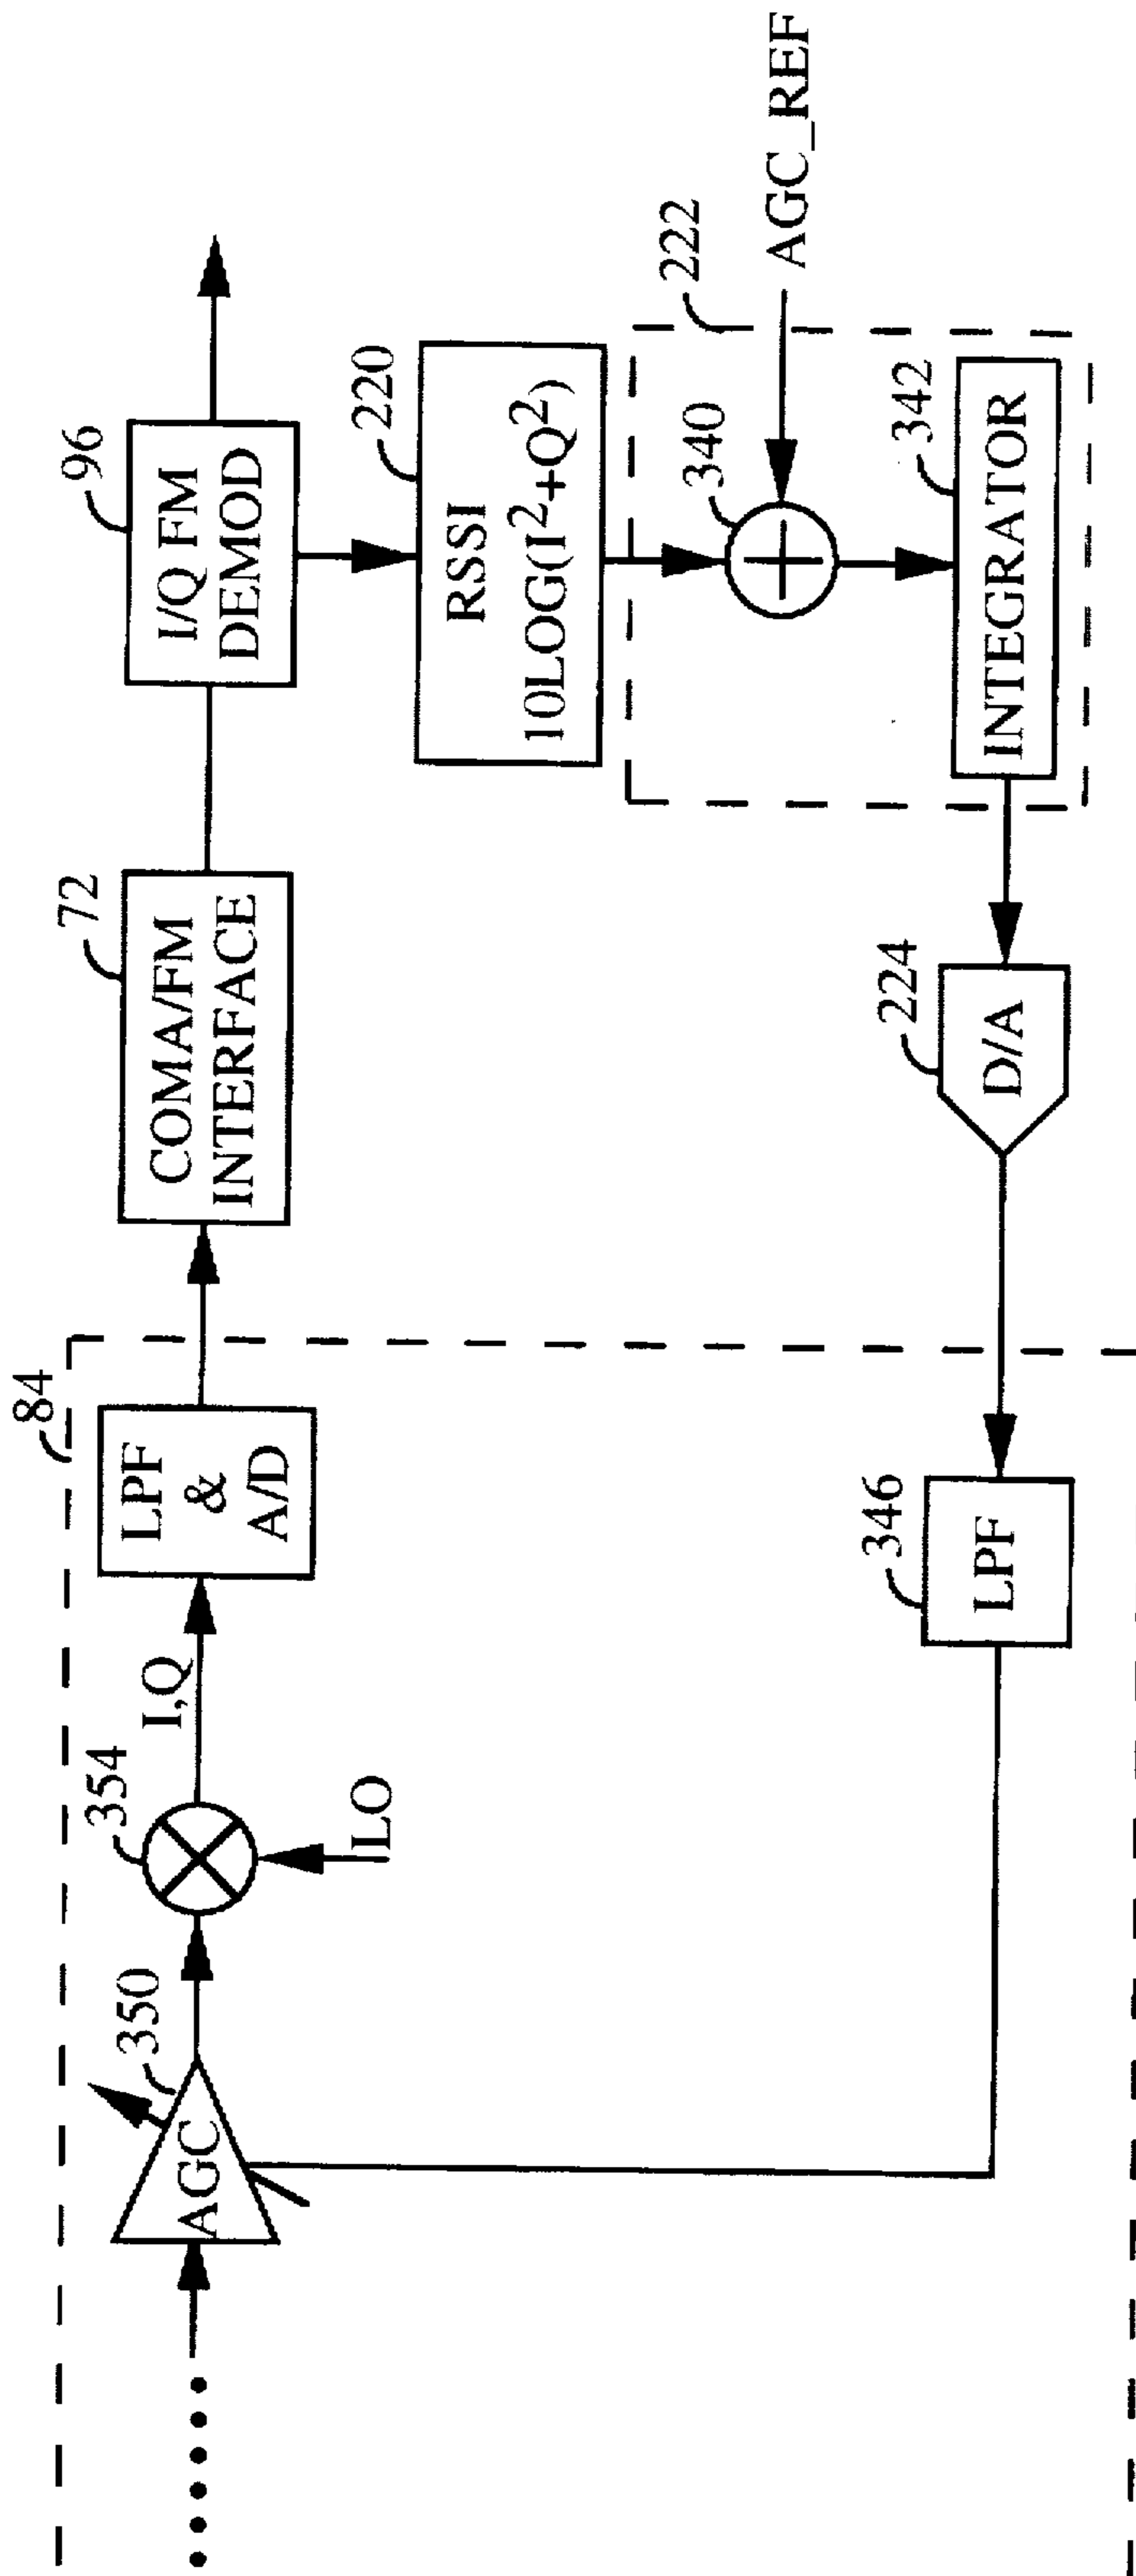 84
350
AGC
354
LO
I,Q
LPF
&
A/D
72
COMA/FM
INTERFACE
96
I/Q FM
DEMOD
220
RSSI
10LOG(I²+Q²)
222
340
AGC_REF
342
INTEGRATOR
224
D/A
346
LPF